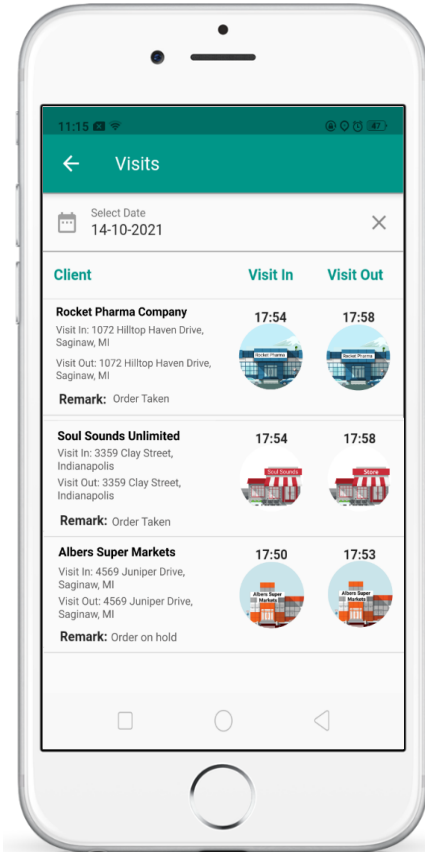 11:15
47
Visits
Select Date
14-10-2021
Client Visit In Visit Out
Rocket Pharma Company 17:54 17:58
Visit In: 1072 Hilltop Haven Drive,
Saginaw, MI
Rocket Pharma Rocket Pharma
Visit Out: 1072 Hilltop Haven Drive,
Saginaw, MI
Remark: Order Taken
Soul Sounds Unlimited 17:54 17:58
Visit In: 3359 Clay Street,
Indianapolis
Soul Sounds Store
Visit Out: 3359 Clay Street,
Indianapolis
Remark: Order Taken
Albers Super Markets 17:50 17:53
Visit In: 4569 Juniper Drive,
Saginaw, MI
Albers Super
Markets
Albers Super
Markets
Visit Out: 4569 Juniper Drive,
Saginaw, MI
Remark: Order on hold